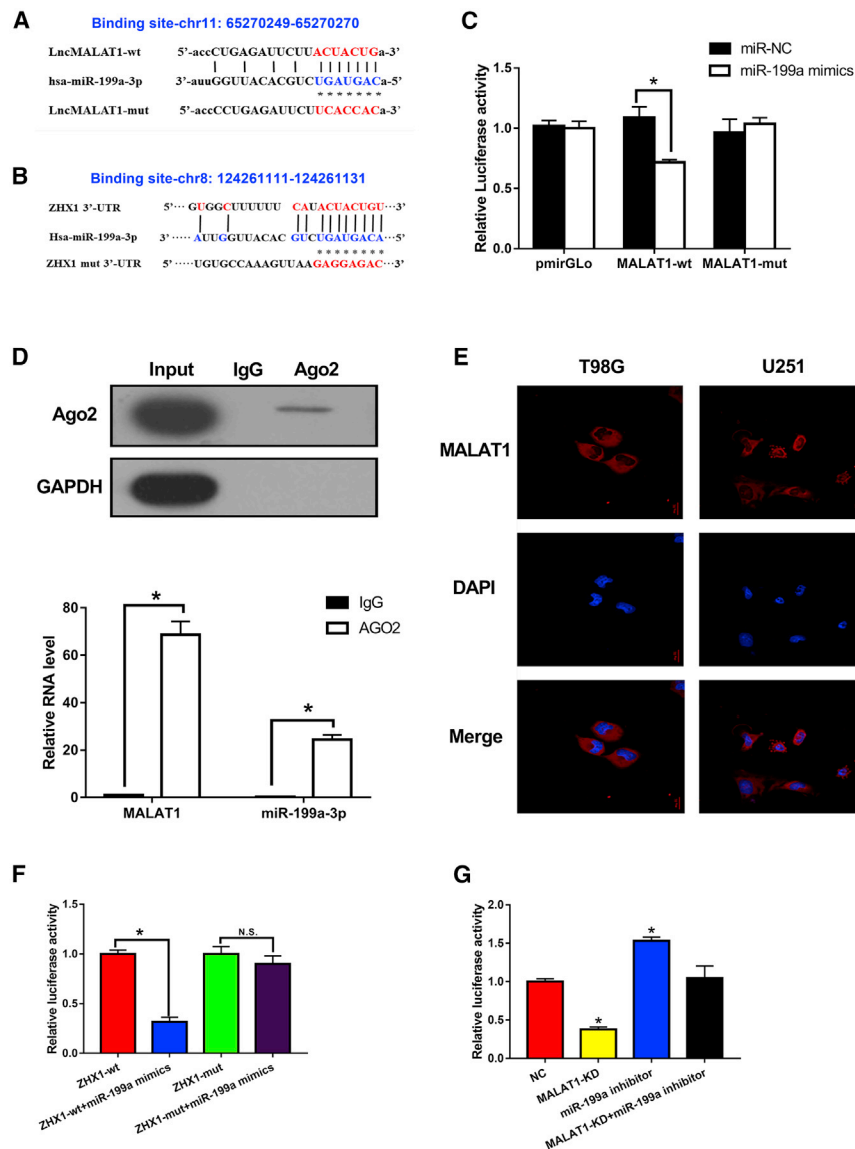 A
Binding site-chr11: 65270249-65270270
LncMALAT1-wt 5'-accCUGAGAUUCUUACUACUGa-3'
hsa-miR-199a-3p 3'-auuGGUUACACGUCUGAUGACa-5'
*******
LncMALAT1-mut 5'-accCCUGAGAUUCUUCACCACa-3'
B
Binding site-chr8: 124261111-124261131
ZHX1 3'-UTR 5'····· GUGGCUUUUUU CAUACUACUGU···3'
Hsa-miR-199a-3p 3'····· AUUGGUUACAC GUCUGAUGACA···5'
********
ZHX1 mut 3'-UTR 5'·····UGUGCCAAAGUUAAGAGGAGAC···3'
C
Relative Luciferase activity
1.5
1.0
0.5
0.0
miR-NC
miR-199a mimics
*
pmirGLo MALAT1-wt MALAT1-mut
D
Input IgG Ago2
Ago2
GAPDH
Relative RNA level
80
60
40
20
0
IgG
AGO2
*
*
MALAT1 miR-199a-3p
E
T98G U251
MALAT1
DAPI
Merge
F
Relative luciferase activity
1.5
1.0
0.5
0.0
*
N.S.
ZHX1-wt
ZHX1-wt+miR-199a mimics
ZHX1-mut
ZHX1-mut+miR-199a mimics
G
Relative luciferase activity
2.0
1.5
1.0
0.5
0.0
*
*
NC
MALAT1-KD
miR-199a inhibitor
MALAT1-KD+miR-199a inhibitor